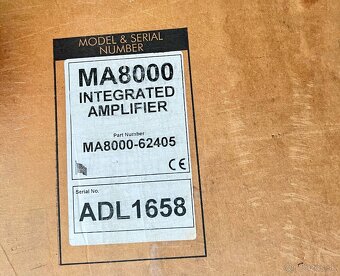 MODEL & SERIAL
NUMBER
MA8000
INTEGRATED
AMPLIFIER
Part Number
MA8000-62405
CE
Serial No.
ADL1658